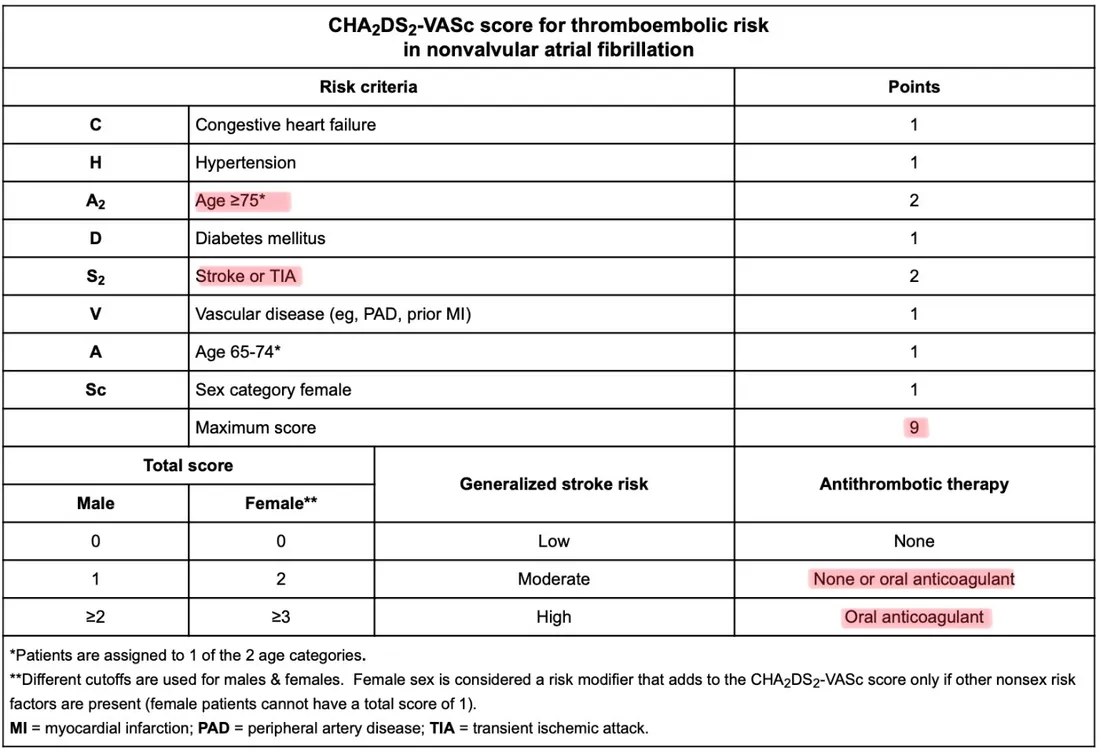 CHA₂DS₂-VASc score for thromboembolic risk
in nonvalvular atrial fibrillation
Risk criteria Points
C Congestive heart failure 1
H Hypertension 1
A₂ Age ≥75* 2
D Diabetes mellitus 1
S₂ Stroke or TIA 2
V Vascular disease (eg, PAD, prior MI) 1
A Age 65-74* 1
Sc Sex category female 1
Maximum score 9
Total score Generalized stroke risk Antithrombotic therapy
Male Female**
0 0 Low None
1 2 Moderate None or oral anticoagulant
≥2 ≥3 High Oral anticoagulant
*Patients are assigned to 1 of the 2 age categories.
**Different cutoffs are used for males & females. Female sex is considered a risk modifier that adds to the CHA₂DS₂-VASc score only if other nonsex risk
factors are present (female patients cannot have a total score of 1).
MI = myocardial infarction; PAD = peripheral artery disease; TIA = transient ischemic attack.